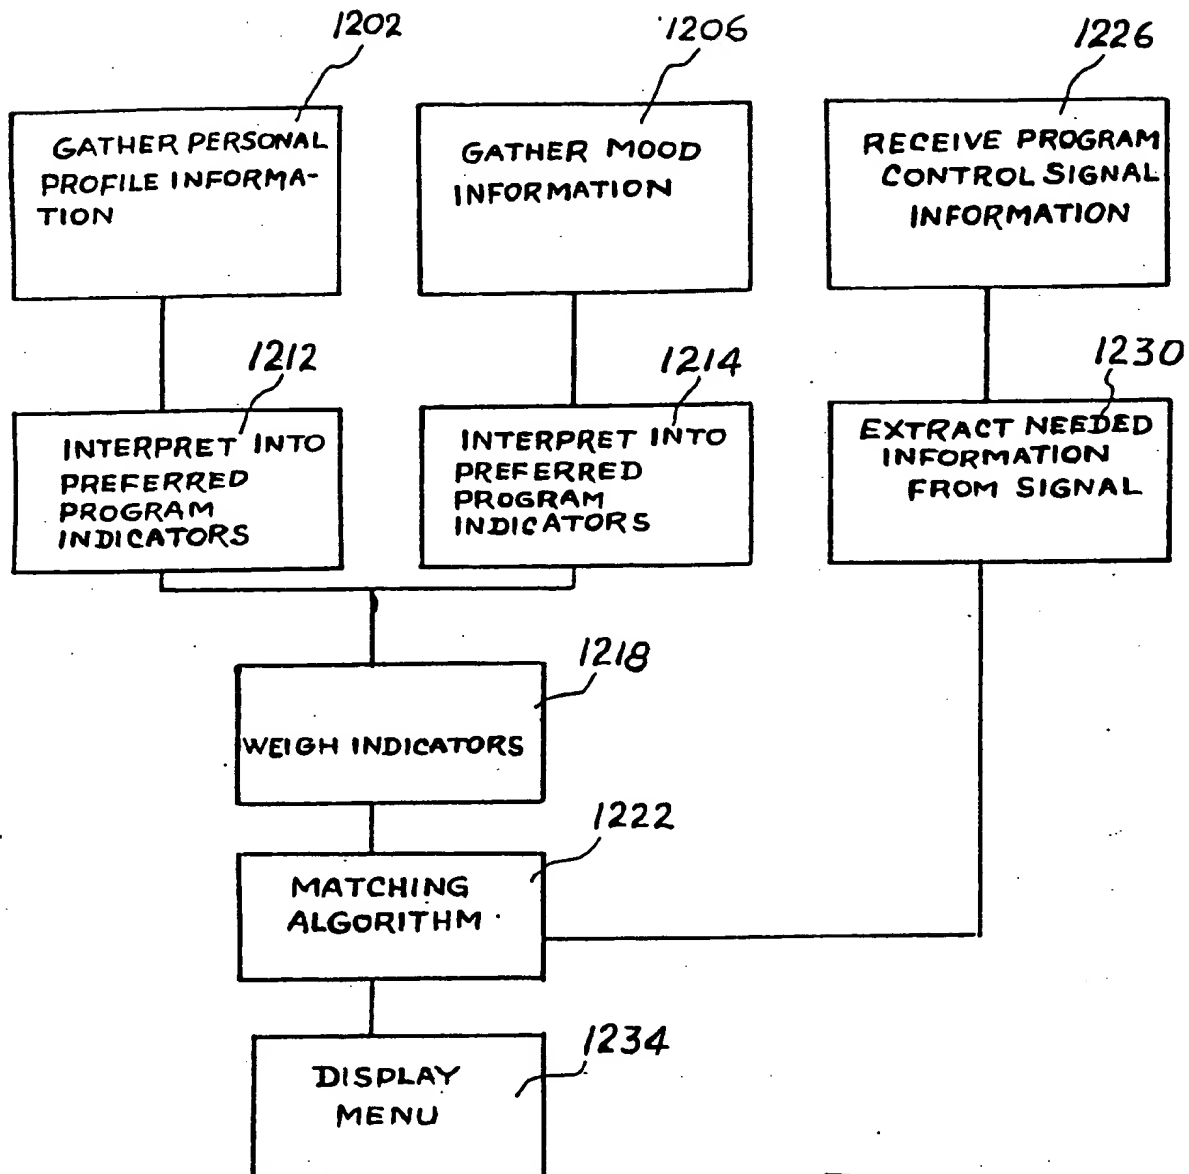 1202
GATHER PERSONAL
PROFILE INFORMA-
TION
1206
GATHER MOOD
INFORMATION
1226
RECEIVE PROGRAM
CONTROL SIGNAL
INFORMATION
1212
INTERPRET INTO
PREFERRED
PROGRAM
INDICATORS
1214
INTERPRET INTO
PREFERRED
PROGRAM
INDICATORS
1230
EXTRACT NEEDED
INFORMATION
FROM SIGNAL
1218
WEIGH INDICATORS
1222
MATCHING
ALGORITHM
1234
DISPLAY
MENU